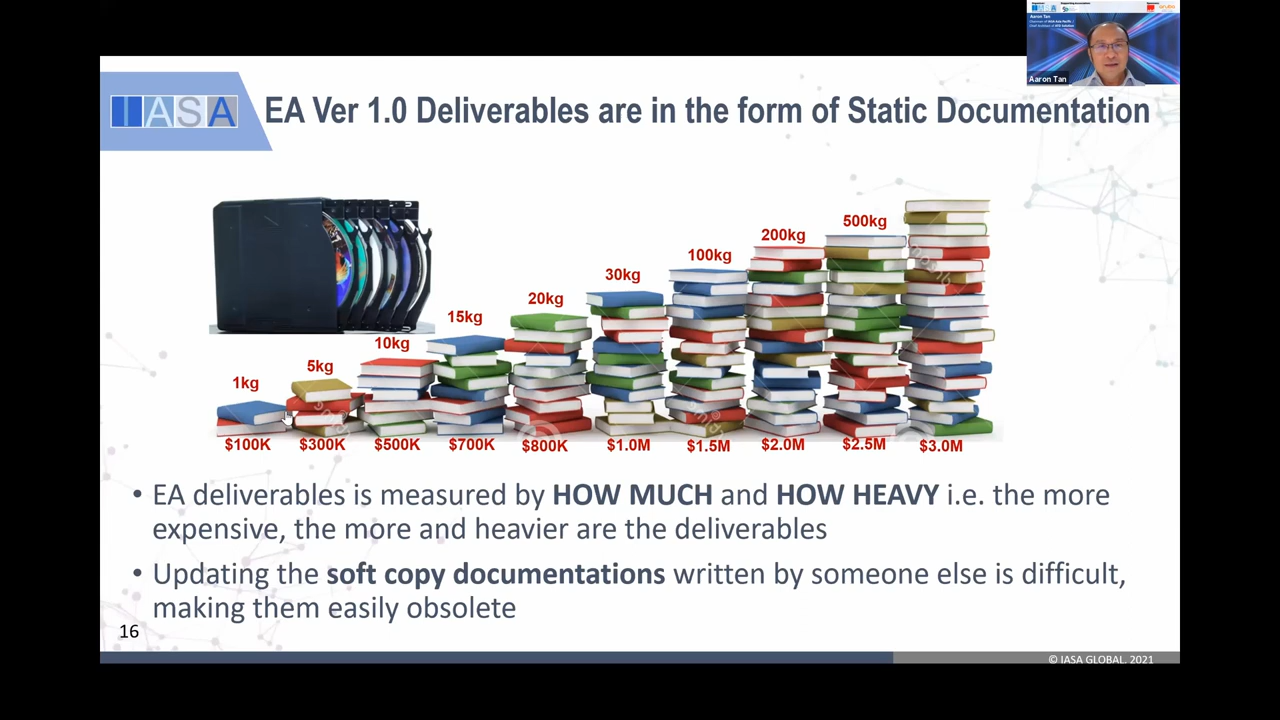 Aaron Tan
Aaron Tan
IASA
EA Ver 1.0 Deliverables are in the form of Static Documentation
1kg
5kg
10kg
15kg
20kg
30kg
100kg
200kg
500kg
$100K
$300K
$500K
$700K
$800K
$1.0M
$1.5M
$2.0M
$2.5M
$3.0M
• EA deliverables is measured by HOW MUCH and HOW HEAVY i.e. the more
expensive, the more and heavier are the deliverables
• Updating the soft copy documentations written by someone else is difficult,
making them easily obsolete
16
© IASA GLOBAL. 2021